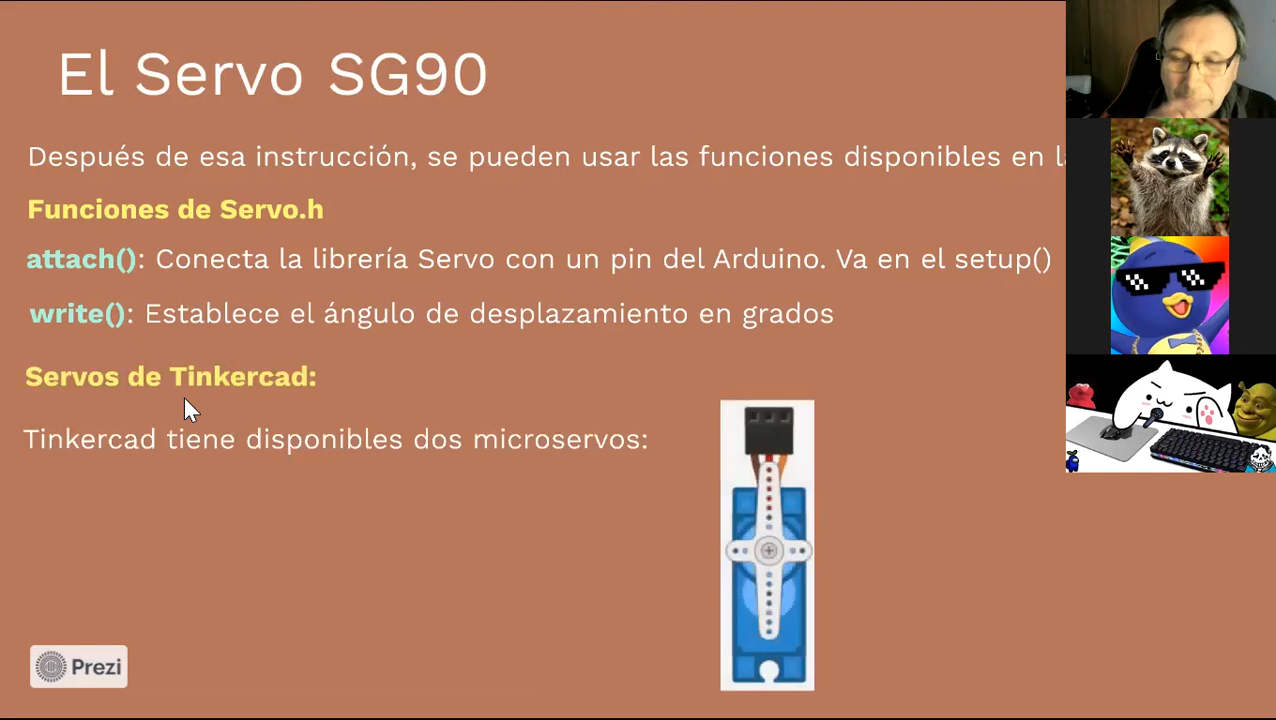 El Servo SG90
Después de esa instrucción, se pueden usar las funciones disponibles en
Funciones de Servo.h
attach(): Conecta la librería Servo con un pin del Arduino. Va en el setup()
write(): Establece el ángulo de desplazamiento en grados
Servos de Tinkercad:
Tinkercad tiene disponibles dos microservos:
Prezi